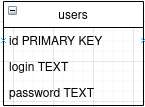 users
id PRIMARY KEY
login TEXT
password TEXT